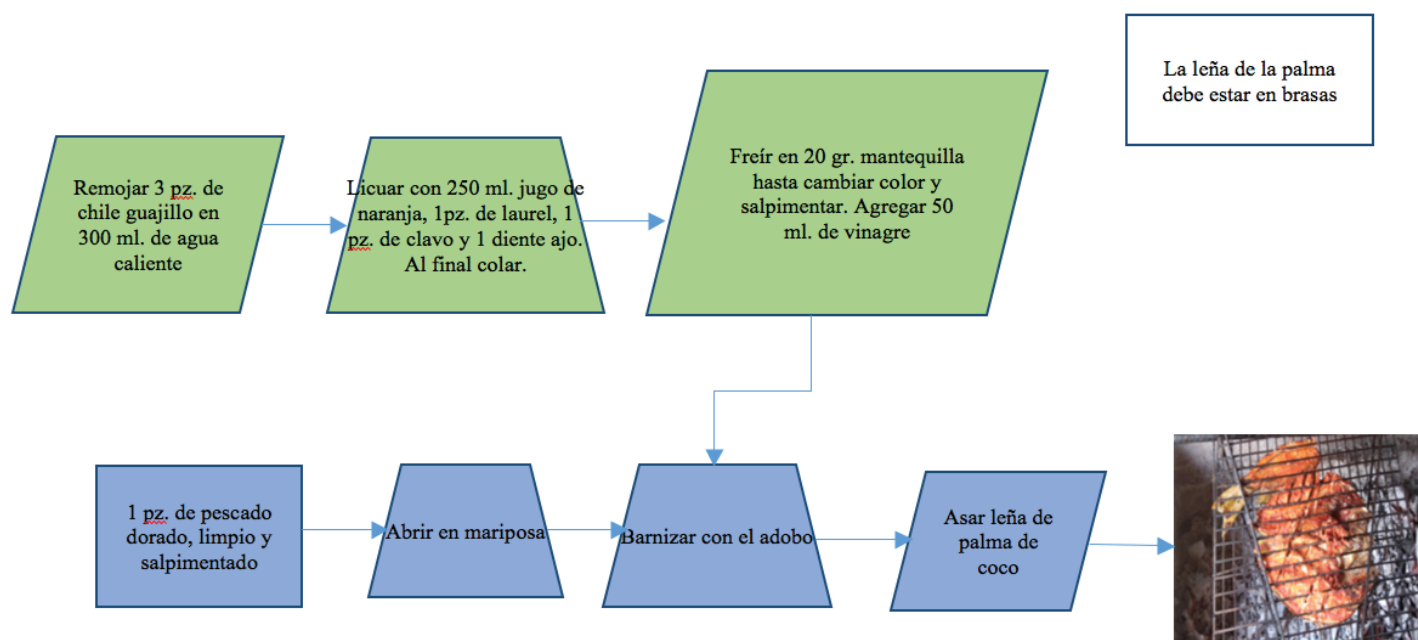 La leña de la palma
debe estar en brasas
Remojar 3 pz. de
chile guajillo en
300 ml. de agua
caliente
Licuar con 250 ml. jugo de
naranja, 1pz. de laurel, 1
pz. de clavo y 1 diente ajo.
Al final colar.
Freír en 20 gr. mantequilla
hasta cambiar color y
salpimentar. Agregar 50
ml. de vinagre
1 pz. de pescado
dorado, limpio y
salpimentado
Abrir en mariposa
Barnizar con el adobo
Asar leña de
palma de
coco